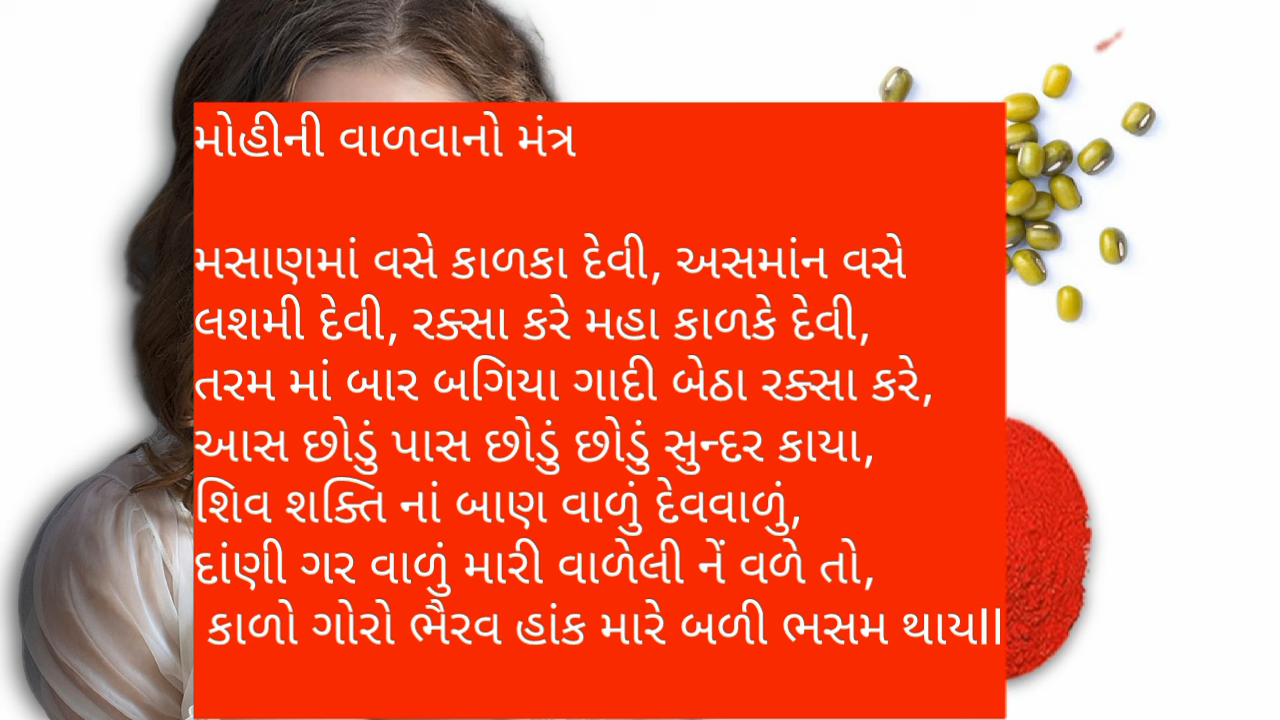 મોહીની વાળવાનો મંત્ર
મસાણમાં વસે કાળકા દેવી, અસમાંન વસે
લશમી દેવી, રક્સા કરે મહા કાળકે દેવી,
તરમ માં બાર બગિયા ગાદી બેઠા રક્સા કરે,
આસ છોડું પાસ છોડું છોડું સુન્દર કાયા,
શિવ શક્તિ નાં બાણ વાળું દેવવાળું,
દાંણી ગર વાળું મારી વાળેલી નેં વળે તો,
કાળો ગોરો ભૈરવ હાંક મારે બળી ભસમ થાય||